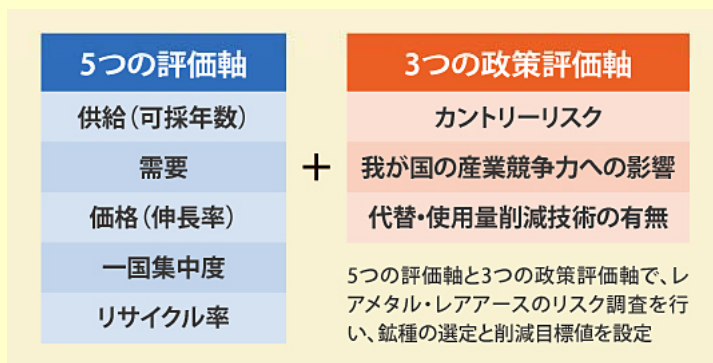 5つの評価軸
供給(可採年数)
需要
価格(伸長率)
一国集中度
リサイクル率
+
3つの政策評価軸
カントリーリスク
我が国の産業競争力への影響
代替・使用量削減技術の有無
5つの評価軸と3つの政策評価軸で、レ
アメタル・レアアースのリスク調査を行
い、鉱種の選定と削減目標値を設定